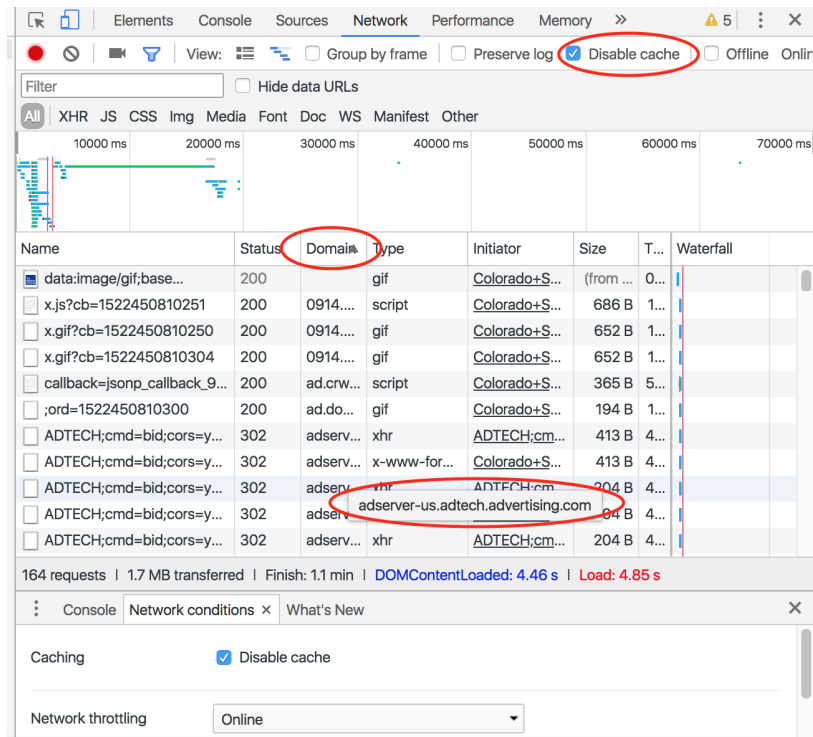 Elements Console Sources Network Performance Memory » 5
View: Group by frame Preserve log Disable cache Offline Onlin
Filter Hide data URLs
All XHR JS CSS Img Media Font Doc WS Manifest Other
10000 ms 20000 ms 30000 ms 40000 ms 50000 ms 60000 ms 70000 ms
Name Status Domain Type Initiator Size T... Waterfall
data:image/gif;base... 200 gif Colorado+S... (from ... 0...
x.js?cb=1522450810251 200 0914.... script Colorado+S... 686 B 1...
x.gif?cb=1522450810250 200 0914.... gif Colorado+S... 652 B 1...
x.gif?cb=1522450810304 200 0914.... gif Colorado+S... 652 B 1...
callback=jsonp_callback_9... 200 ad.crw... script Colorado+S... 365 B 5...
;ord=1522450810300 200 ad.do... gif Colorado+S... 194 B 1...
ADTECH;cmd=bid;cors=y... 302 adserv... xhr ADTECH;cm... 413 B 4...
ADTECH;cmd=bid;cors=y... 302 adserv... x-www-for... Colorado+S... 413 B 4...
ADTECH;cmd=bid;cors=y... 302 adserv... xhr ADTECH;cm... 204 B 4...
adserver-us.adtech.advertising.com
ADTECH;cmd=bid;cors=y... 302 adserv 4...
ADTECH;cmd=bid;cors=y... 302 adserv... xhr ADTECH;cm... 204 B 4...
164 requests | 1.7 MB transferred | Finish: 1.1 min | DOMContentLoaded: 4.46 s | Load: 4.85 s
Console Network conditions × What's New
Caching Disable cache
Network throttling Online